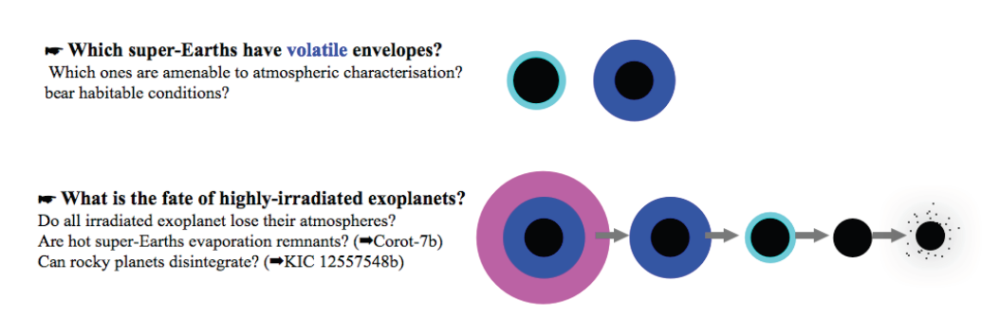 ☛ Which super-Earths have volatile envelopes?
Which ones are amenable to atmospheric characterisation?
bear habitable conditions?
☛ What is the fate of highly-irradiated exoplanets?
Do all irradiated exoplanet lose their atmospheres?
Are hot super-Earths evaporation remnants? (➡Corot-7b)
Can rocky planets disintegrate? (➡KIC 12557548b)